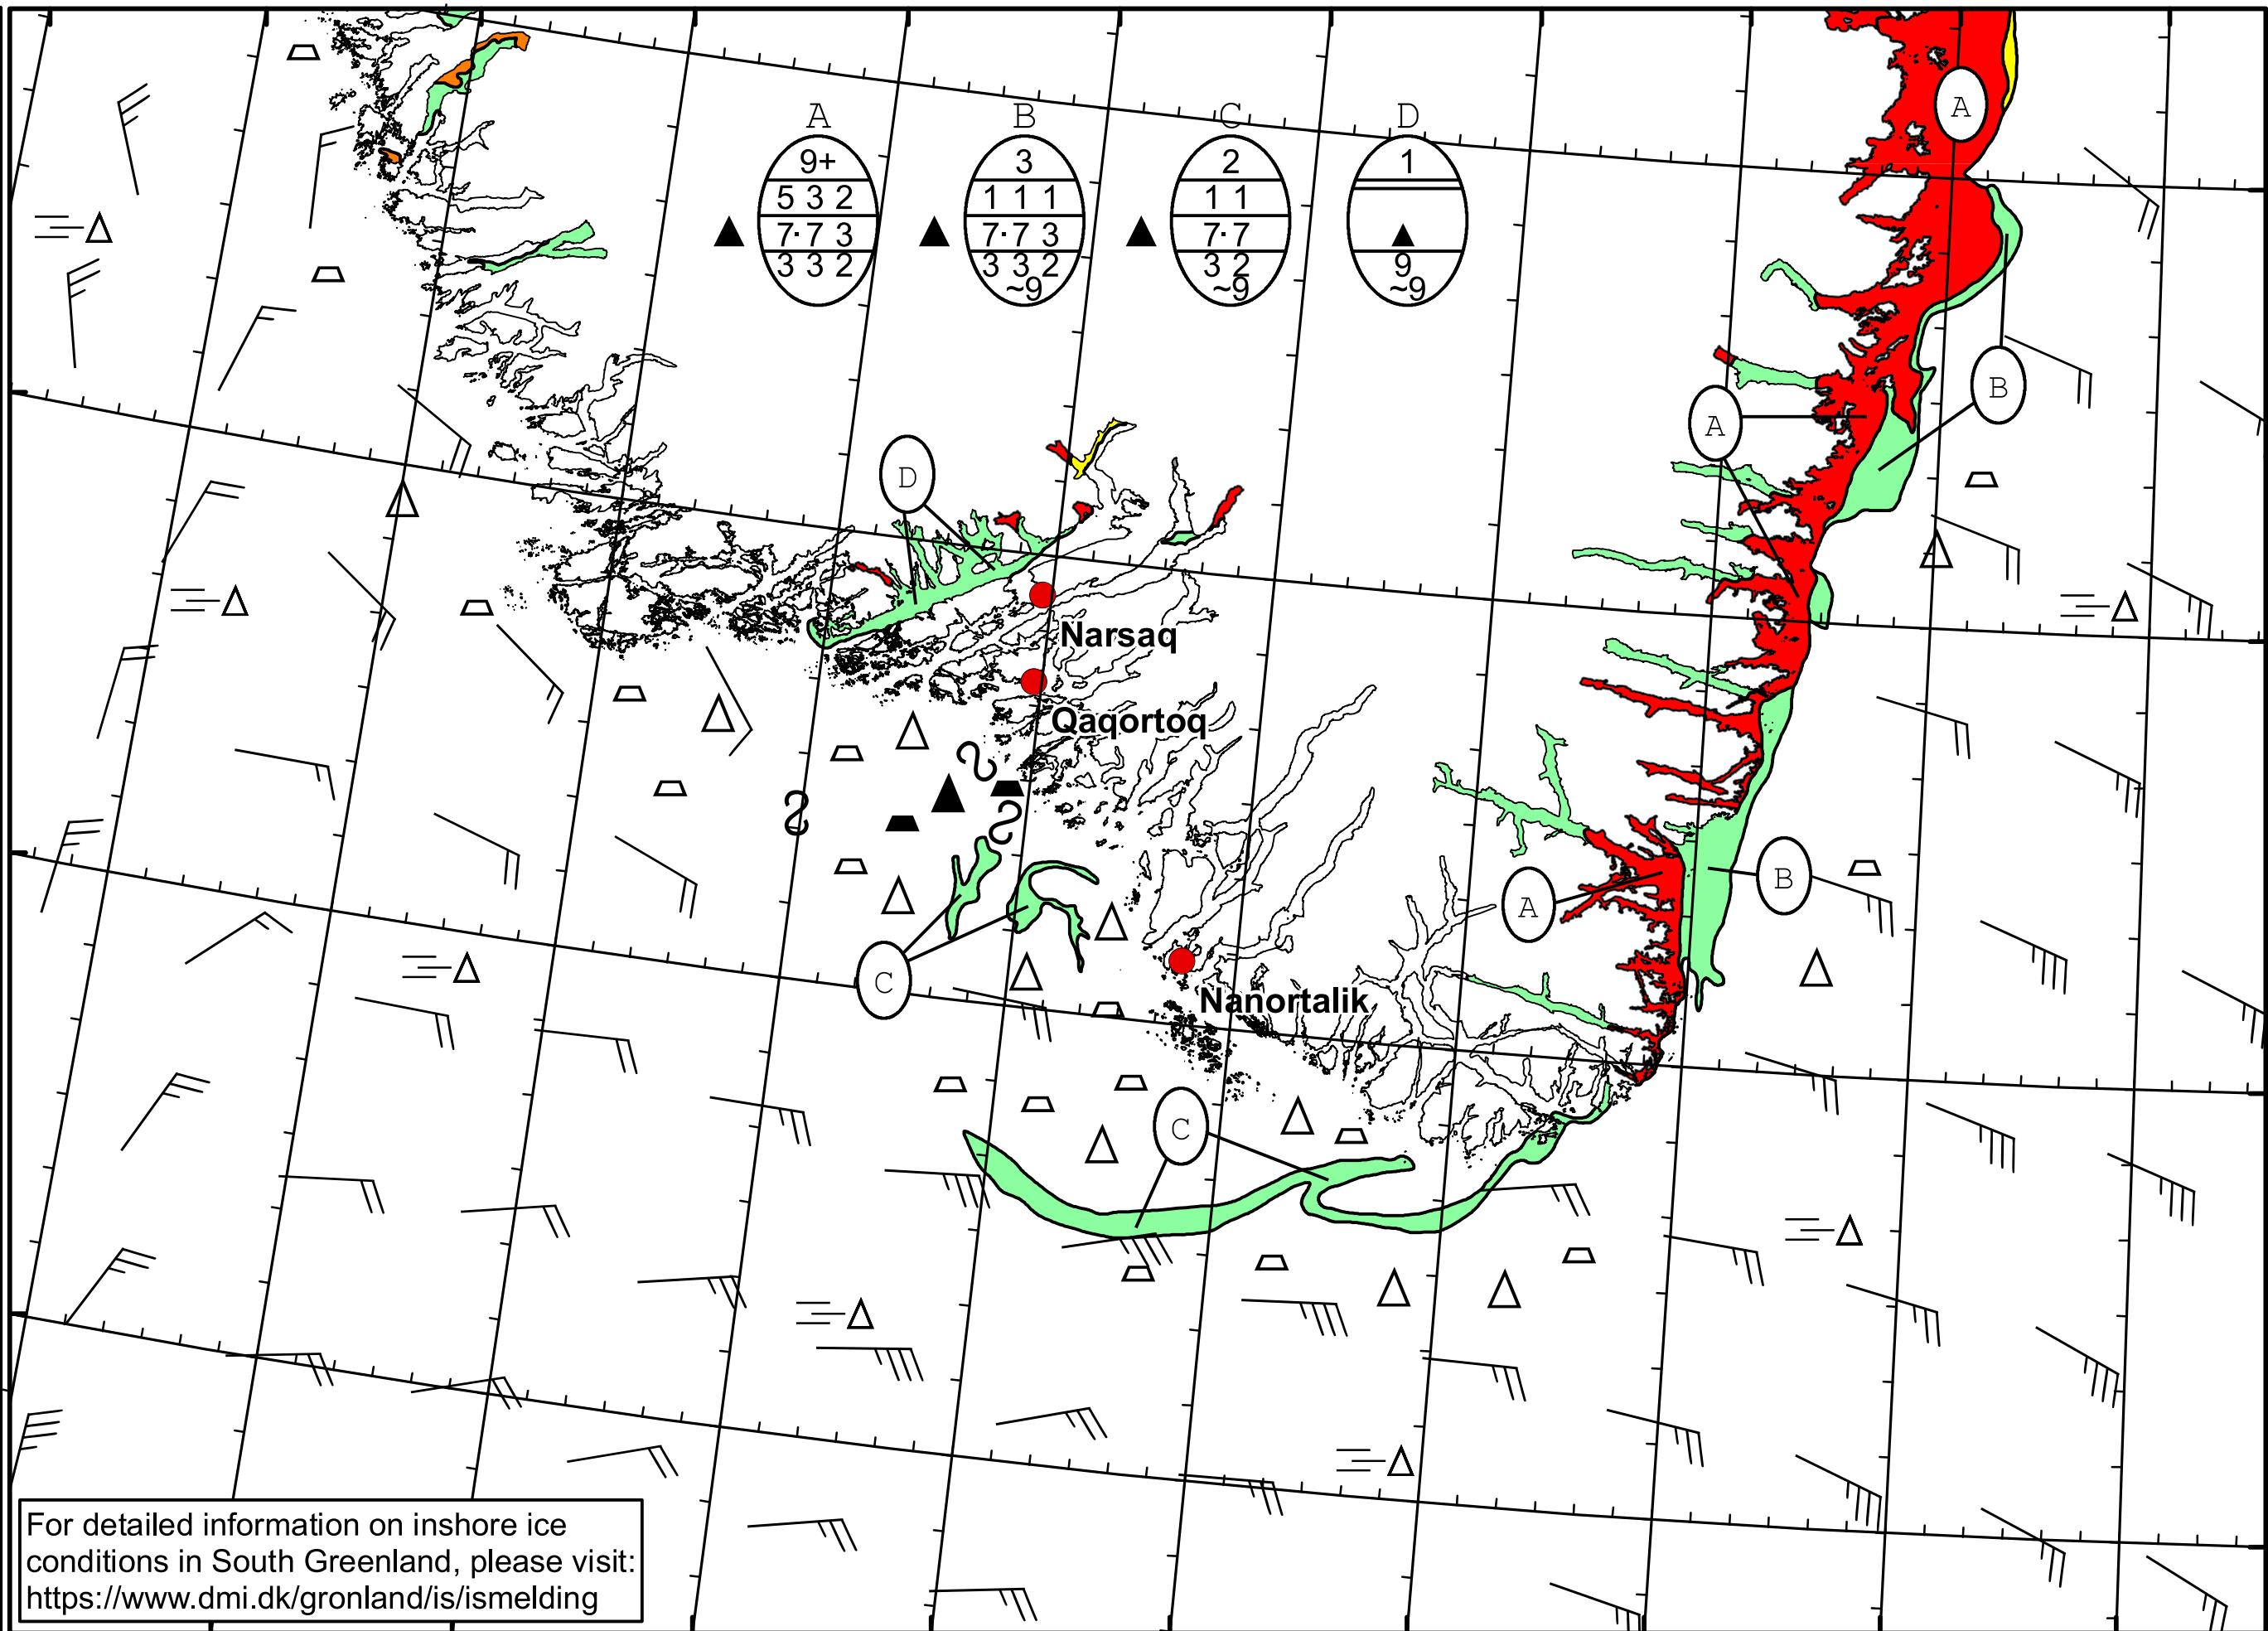 A B C D
9+ 3 2 1
5 3 2 1 1 1 1 1
7· 7 3 7· 7 3 7· 7
3 3 2 3 3 2 3 2 9
~9 ~9 ~9
A
A
B
D
Narsaq
Qaqortoq
B
A
C
Nanortalik
C
For detailed information on inshore ice
conditions in South Greenland, please visit:
https://www.dmi.dk/gronland/is/ismelding